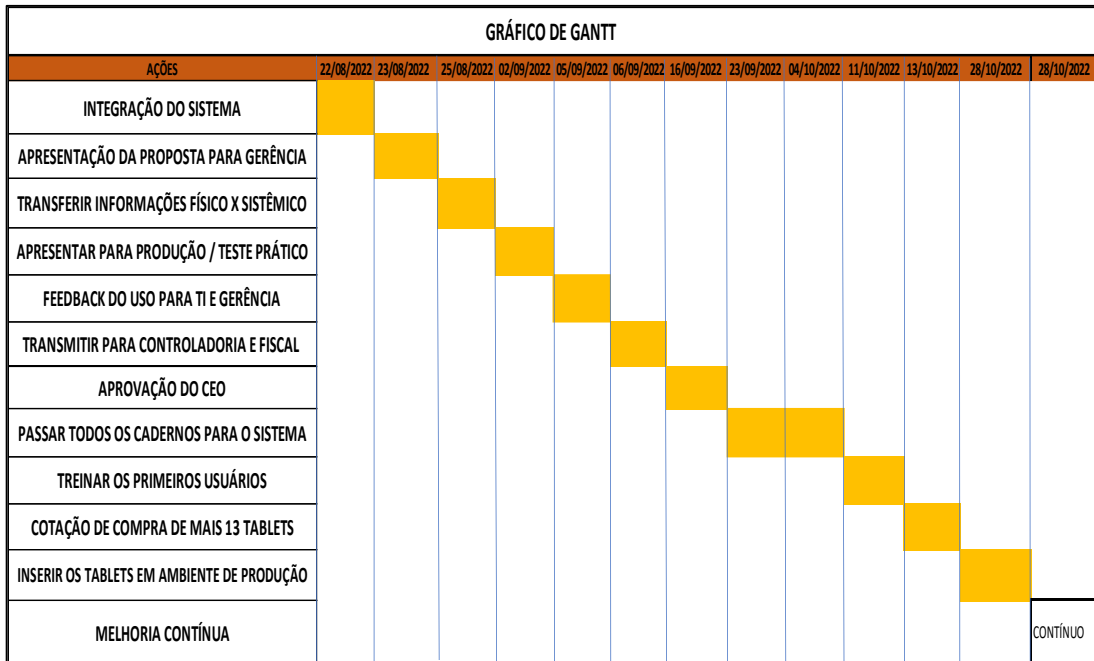 GRÁFICO DE GANTT
AÇÕES 22/08/2022 23/08/2022 25/08/2022 02/09/2022 05/09/2022 06/09/2022 16/09/2022 23/09/2022 04/10/2022 11/10/2022 13/10/2022 28/10/2022 28/10/2022
INTEGRAÇÃO DO SISTEMA
APRESENTAÇÃO DA PROPOSTA PARA GERÊNCIA
TRANSFERIR INFORMAÇÕES FÍSICO X SISTÊMICO
APRESENTAR PARA PRODUÇÃO / TESTE PRÁTICO
FEEDBACK DO USO PARA TI E GERÊNCIA
TRANSMITIR PARA CONTROLADORIA E FISCAL
APROVAÇÃO DO CEO
PASSAR TODOS OS CADERNOS PARA O SISTEMA
TREINAR OS PRIMEIROS USUÁRIOS
COTAÇÃO DE COMPRA DE MAIS 13 TABLETS
INSERIR OS TABLETS EM AMBIENTE DE PRODUÇÃO
MELHORIA CONTÍNUA CONTÍNUO